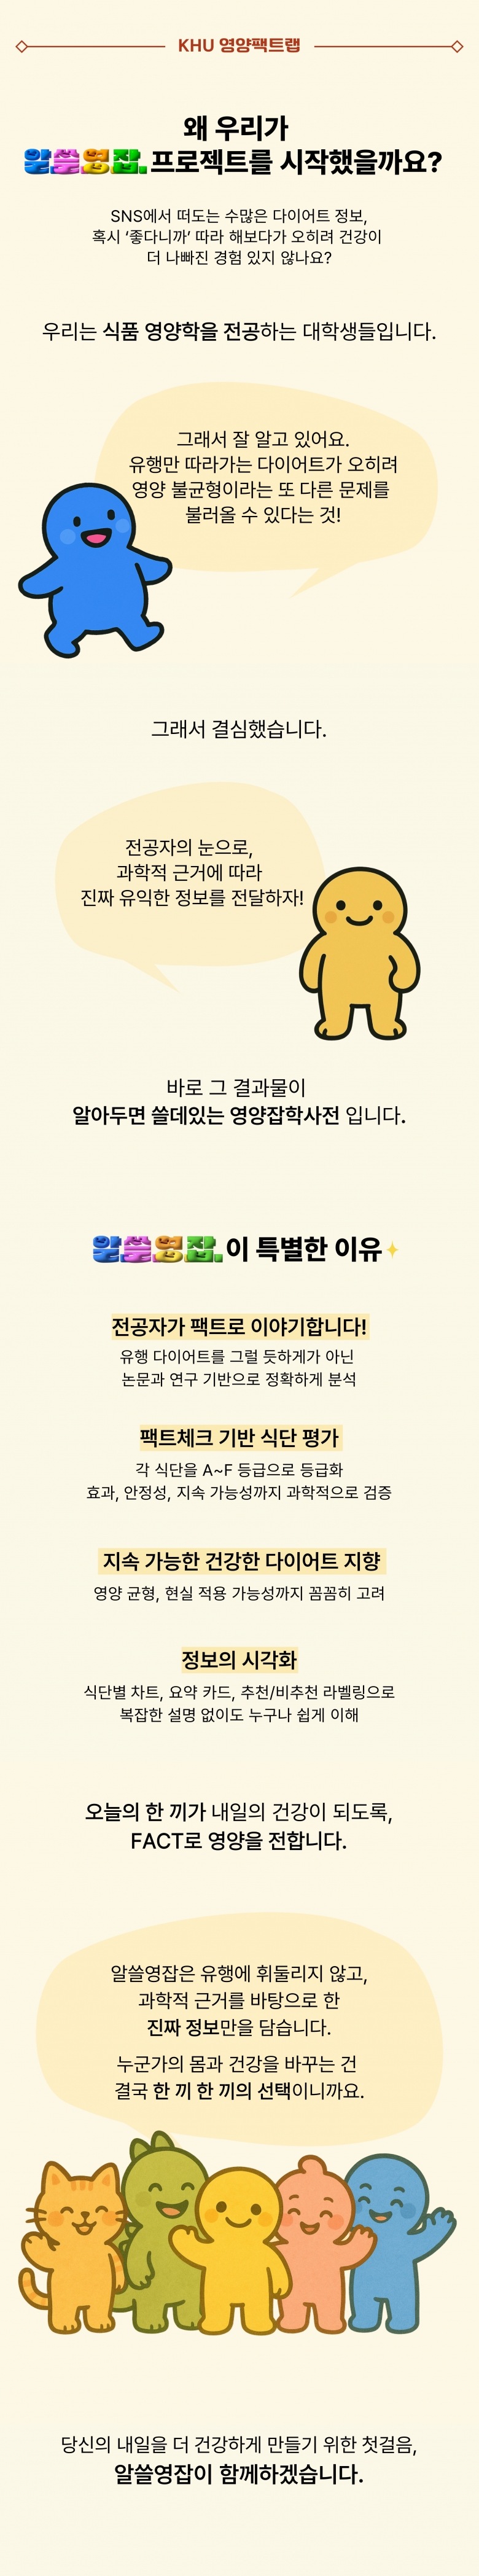 KHU 영양팩트랩
왜 우리가
알쓸영잡.프로젝트를 시작했을까요?
SNS에서 떠도는 수많은 다이어트 정보,
혹시 ‘좋다니까’ 따라 해보다가 오히려 건강이
더 나빠진 경험 있지 않나요?
우리는 식품 영양학을 전공하는 대학생들입니다.
그래서 잘 알고 있어요.
유행만 따라가는 다이어트가 오히려
영양 불균형이라는 또 다른 문제를
불러올 수 있다는 것!
그래서 결심했습니다.
전공자의 눈으로,
과학적 근거에 따라
진짜 유익한 정보를 전달하자!
바로 그 결과물이
알아두면 쓸데있는 영양잡학사전 입니다.
알쓸영잡.이 특별한 이유
전공자가 팩트로 이야기합니다!
유행 다이어트를 그럴 듯하게가 아닌
논문과 연구 기반으로 정확하게 분석
팩트체크 기반 식단 평가
각 식단을 A~F 등급으로 등급화
효과, 안정성, 지속 가능성까지 과학적으로 검증
지속 가능한 건강한 다이어트 지향
영양 균형, 현실 적용 가능성까지 꼼꼼히 고려
정보의 시각화
식단별 차트, 요약 카드, 추천/비추천 라벨링으로
복잡한 설명 없이도 누구나 쉽게 이해
오늘의 한 끼가 내일의 건강이 되도록,
FACT로 영양을 전합니다.
알쓸영잡은 유행에 휘둘리지 않고,
과학적 근거를 바탕으로 한
진짜 정보만을 담습니다.
누군가의 몸과 건강을 바꾸는 건
결국 한 끼 한 끼의 선택이니까요.
당신의 내일을 더 건강하게 만들기 위한 첫걸음,
알쓸영잡이 함께하겠습니다.